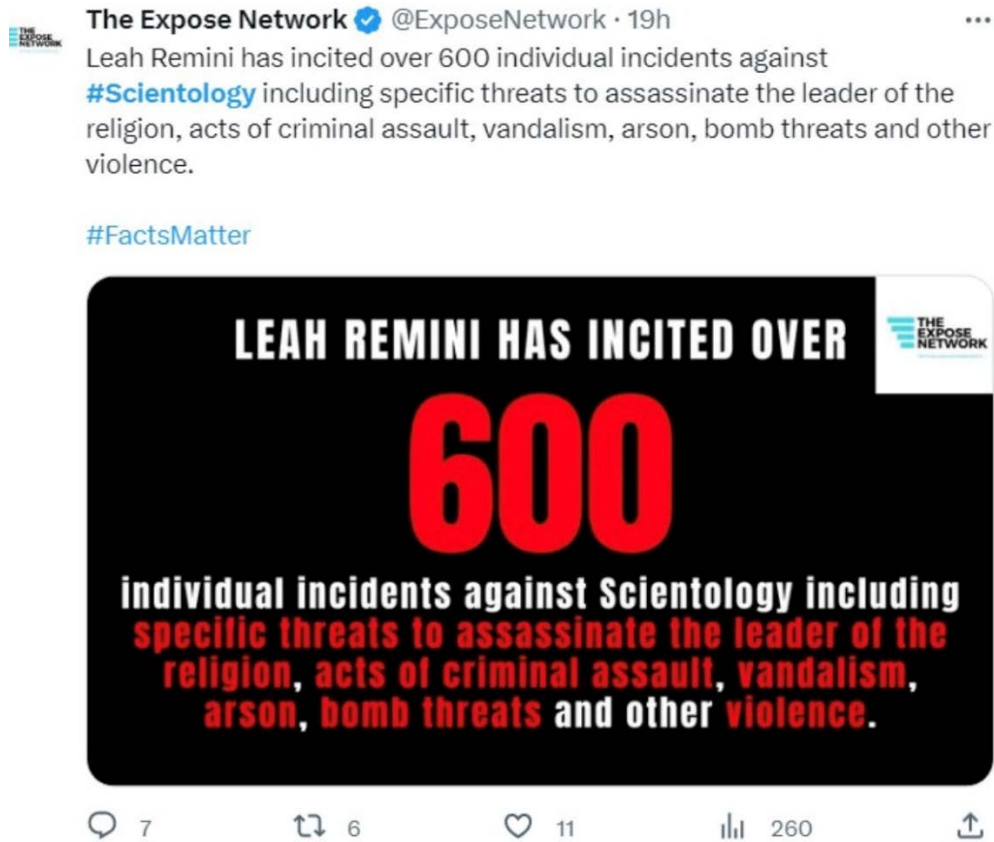 The Expose Network @ExposeNetwork · 19h
THE
EXPOSE
NETWORK
Leah Remini has incited over 600 individual incidents against
#Scientology including specific threats to assassinate the leader of the
religion, acts of criminal assault, vandalism, arson, bomb threats and other
violence.
#FactsMatter
LEAH REMINI HAS INCITED OVER
THE
EXPOSE
NETWORK
600
individual incidents against Scientology including
specific threats to assassinate the leader of the
religion, acts of criminal assault, vandalism,
arson, bomb threats and other violence.
7 6 11 260